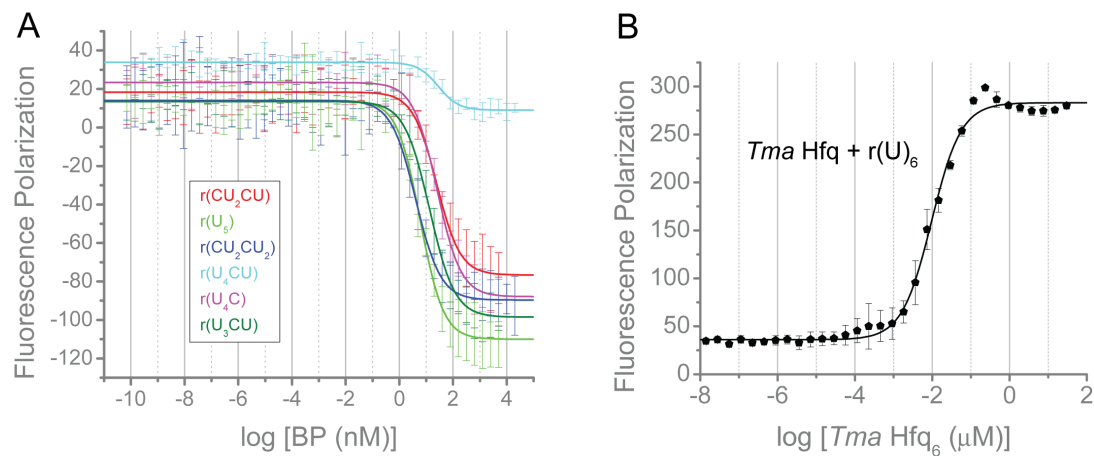 A
Fluorescence Polarization
40
20
0
-20
-40
-60
-80
-100
-120
r(CU₂CU)
r(U₅)
r(CU₂CU₂)
r(U₄CU)
r(U₄C)
r(U₃CU)
-10 -8 -6 -4 -2 0 2 4
log [BP (nM)]
B
Fluorescence Polarization
300
250
200
150
100
50
0
Tma Hfq + r(U)₆
-8 -6 -4 -2 0 2
log [Tma Hfq₆ (μM)]